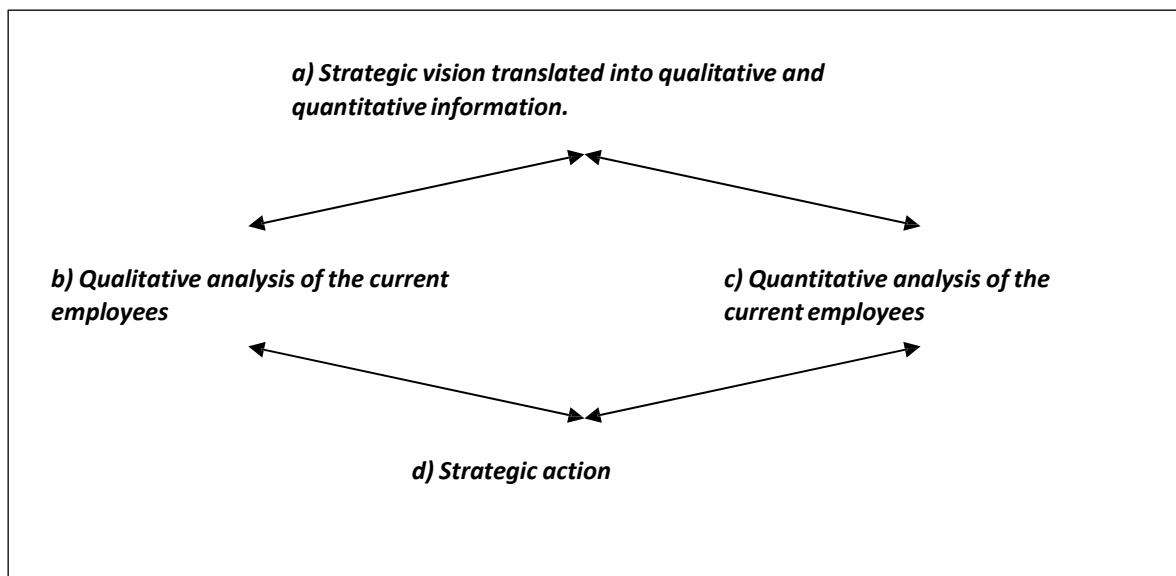 a) Strategic vision translated into qualitative and
quantitative information.
b) Qualitative analysis of the current
employees
c) Quantitative analysis of the
current employees
d) Strategic action